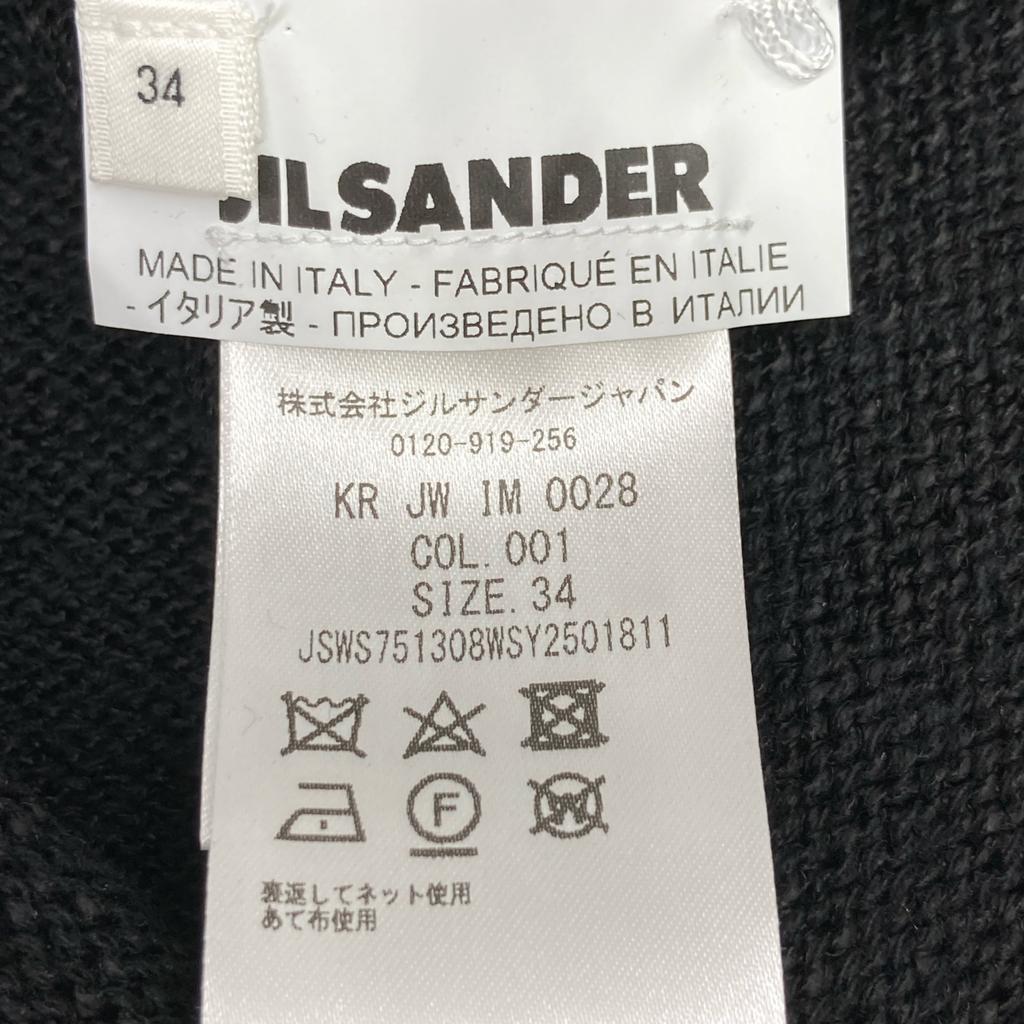 34
JIL SANDER
MADE IN ITALY - FABRIQUÉ EN ITALIE
- イタリア製 - ПРОИЗВЕДЕНО В ИТАЛИИ
株式会社ジルサンダージャパン
0120-919-256
KR JW IM 0028
COL. 001
SIZE. 34
JSWS751308WSY2501811
F
W
裏返してネット使用
あて布使用